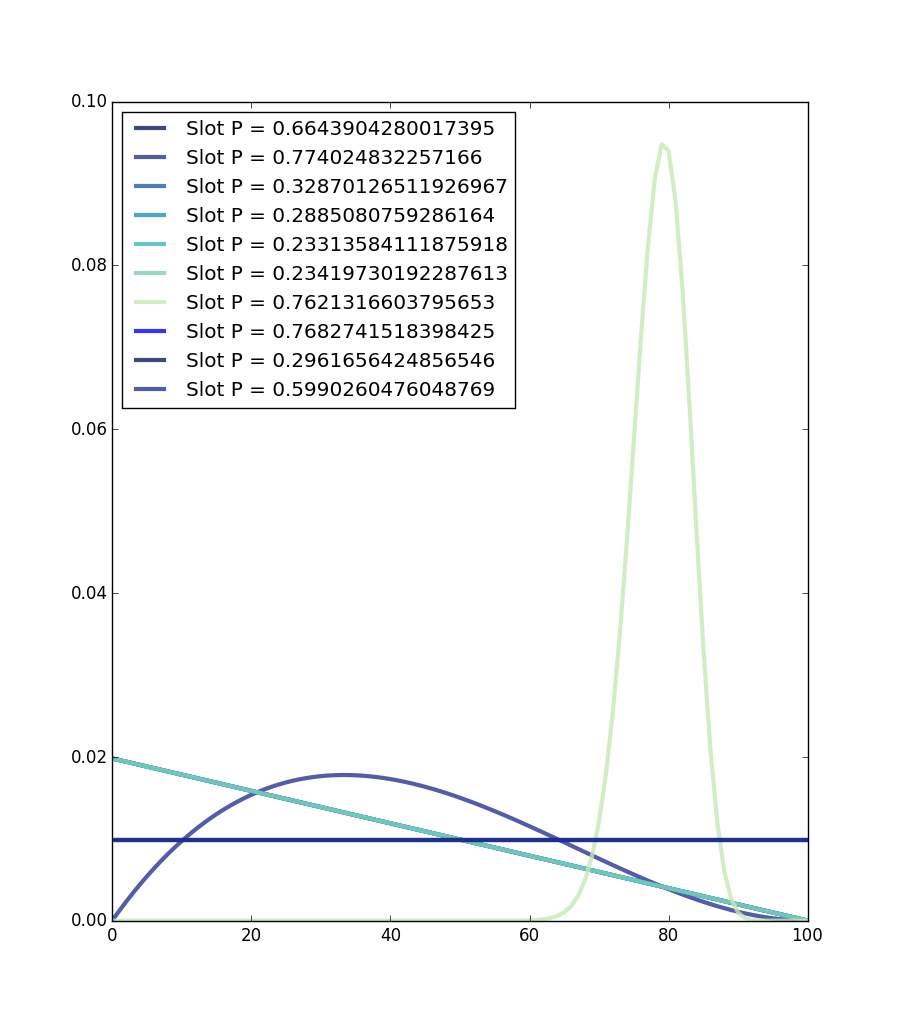 0.10
0.08
0.06
0.04
0.02
0.00
Slot P = 0.6643904280017395
Slot P = 0.774024832257166
Slot P = 0.32870126511926967
Slot P = 0.2885080759286164
Slot P = 0.23313584111875918
Slot P = 0.23419730192287613
Slot P = 0.7621316603795653
Slot P = 0.7682741518398425
Slot P = 0.2961656424856546
Slot P = 0.5990260476048769
0 20 40 60 80 100